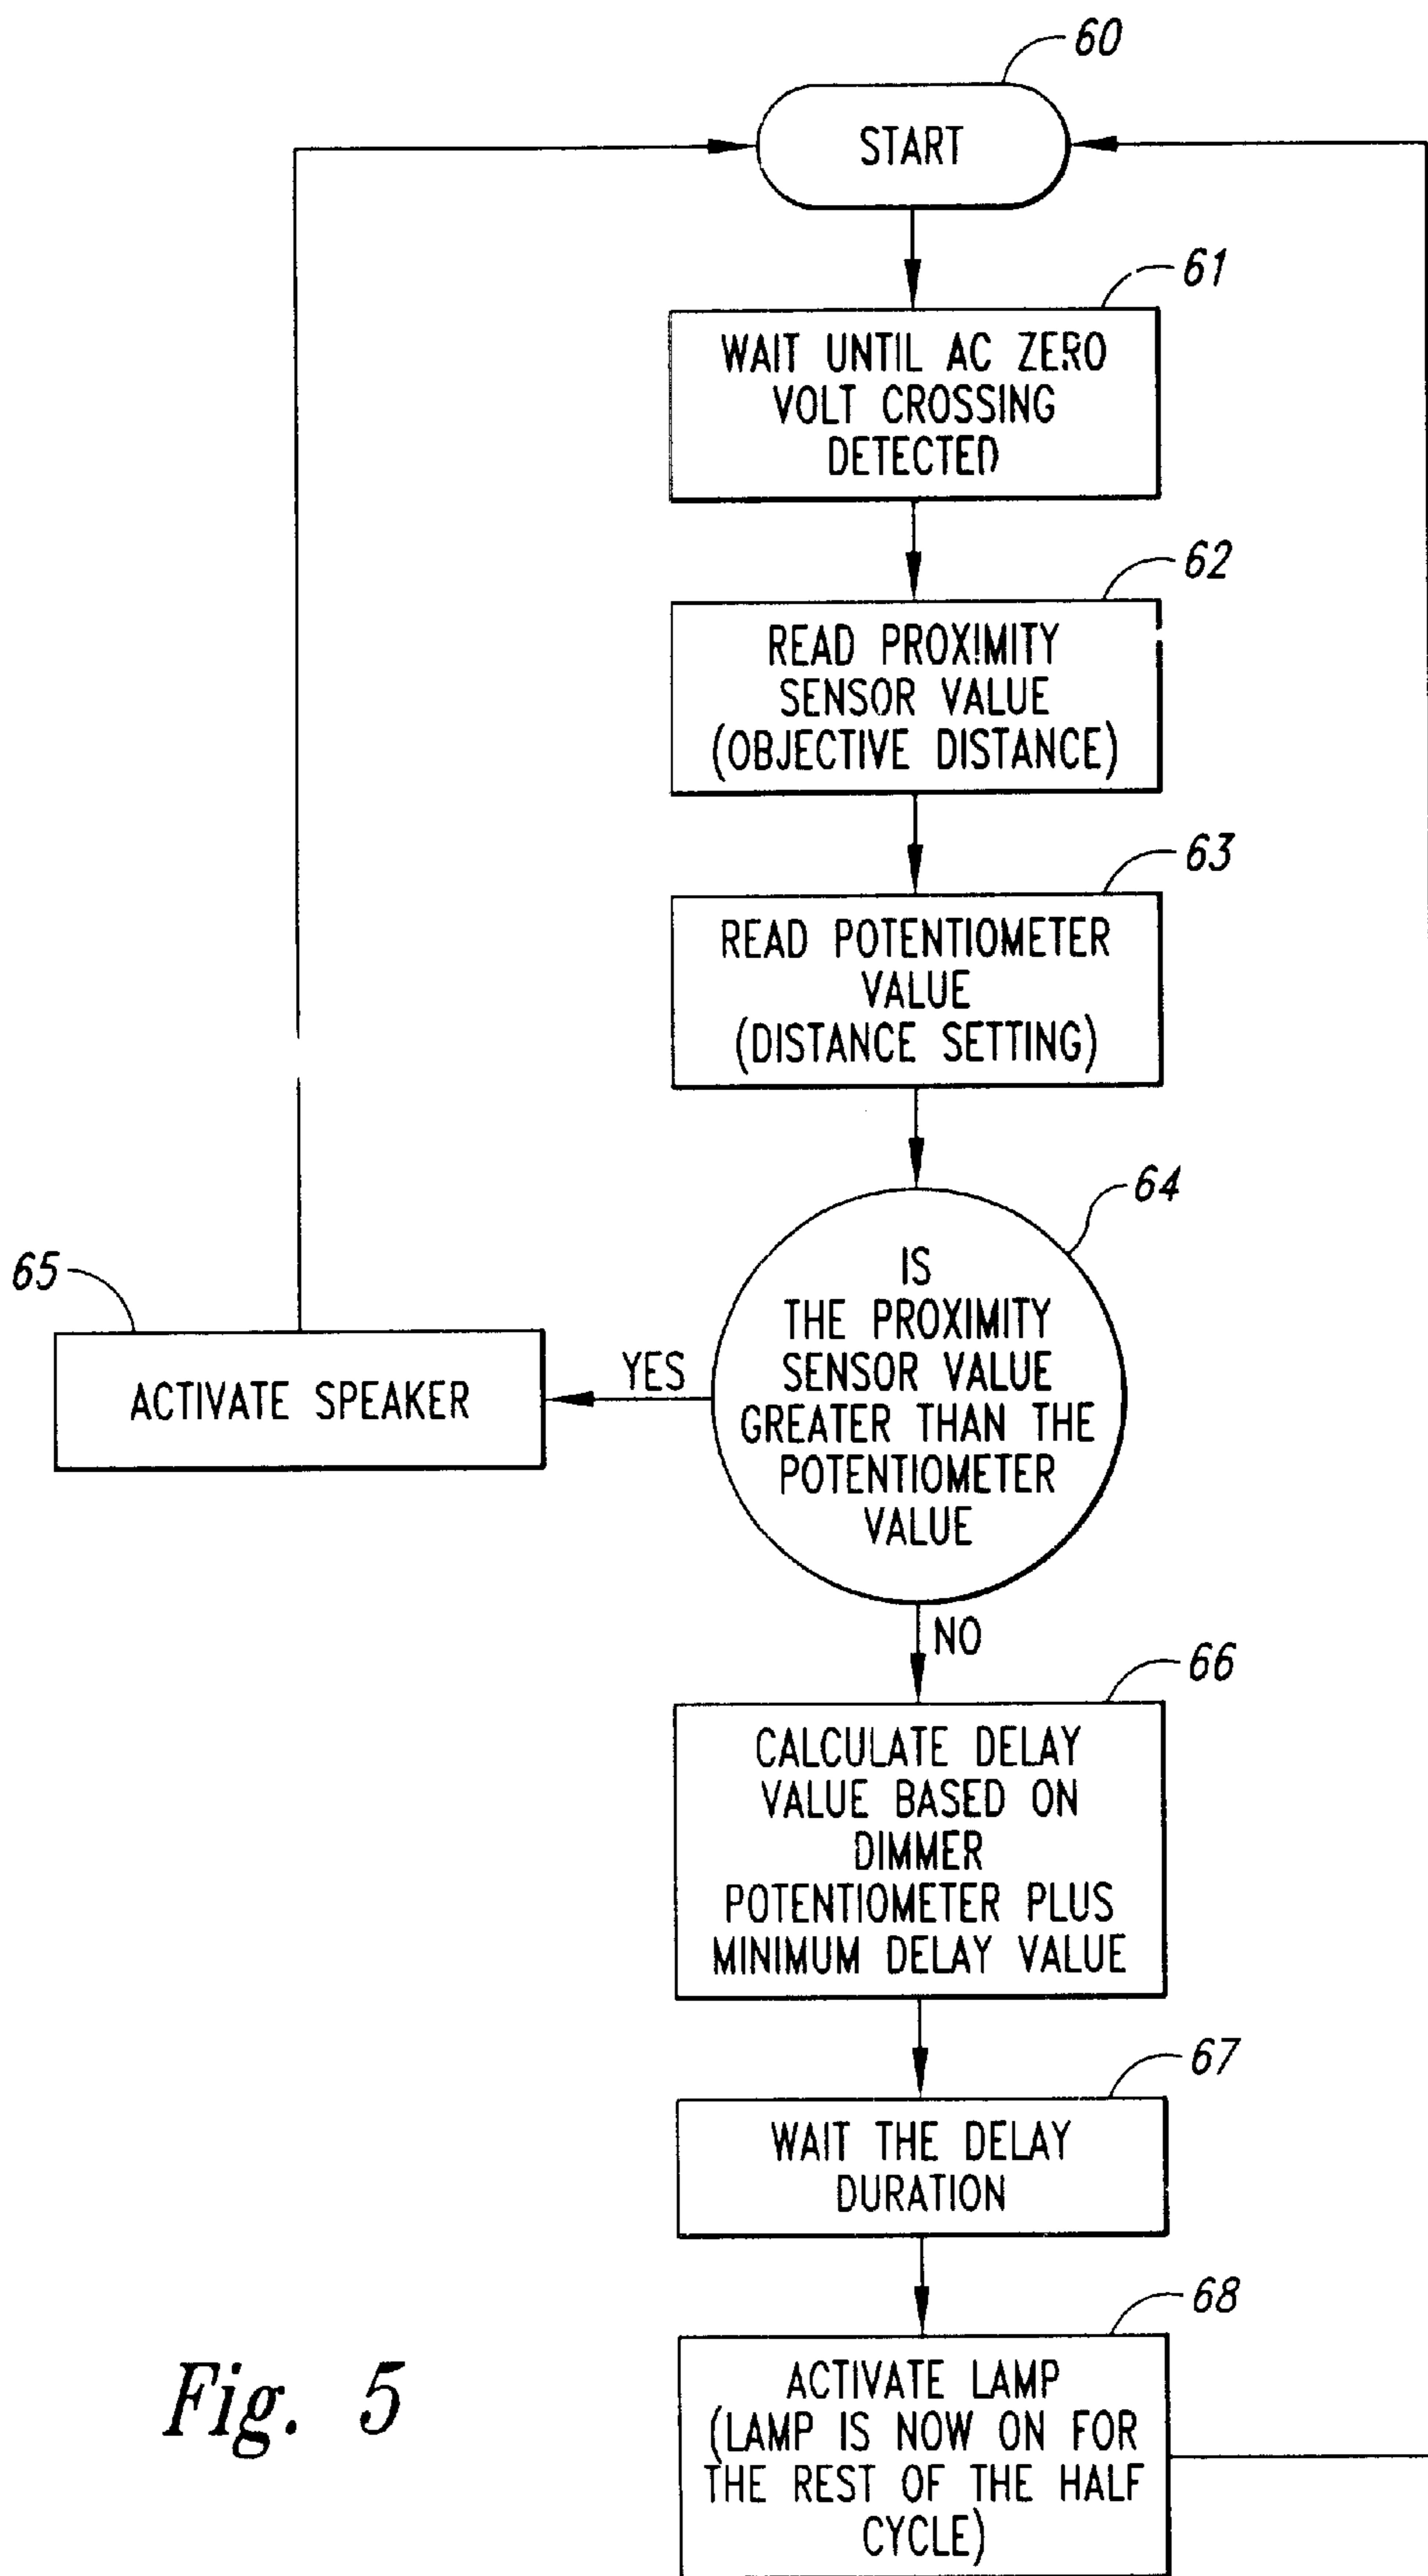 60
START
61
WAIT UNTIL AC ZERO
VOLT CROSSING
DETECTED
62
READ PROXIMITY
SENSOR VALUE
(OBJECTIVE DISTANCE)
63
READ POTENTIOMETER
VALUE
(DISTANCE SETTING)
64
IS
THE PROXIMITY
SENSOR VALUE
GREATER THAN THE
POTENTIOMETER
VALUE
YES
65
ACTIVATE SPEAKER
NO
66
CALCULATE DELAY
VALUE BASED ON
DIMMER
POTENTIOMETER PLUS
MINIMUM DELAY VALUE
67
WAIT THE DELAY
DURATION
68
ACTIVATE LAMP
(LAMP IS NOW ON FOR
THE REST OF THE HALF
CYCLE)
Fig. 5